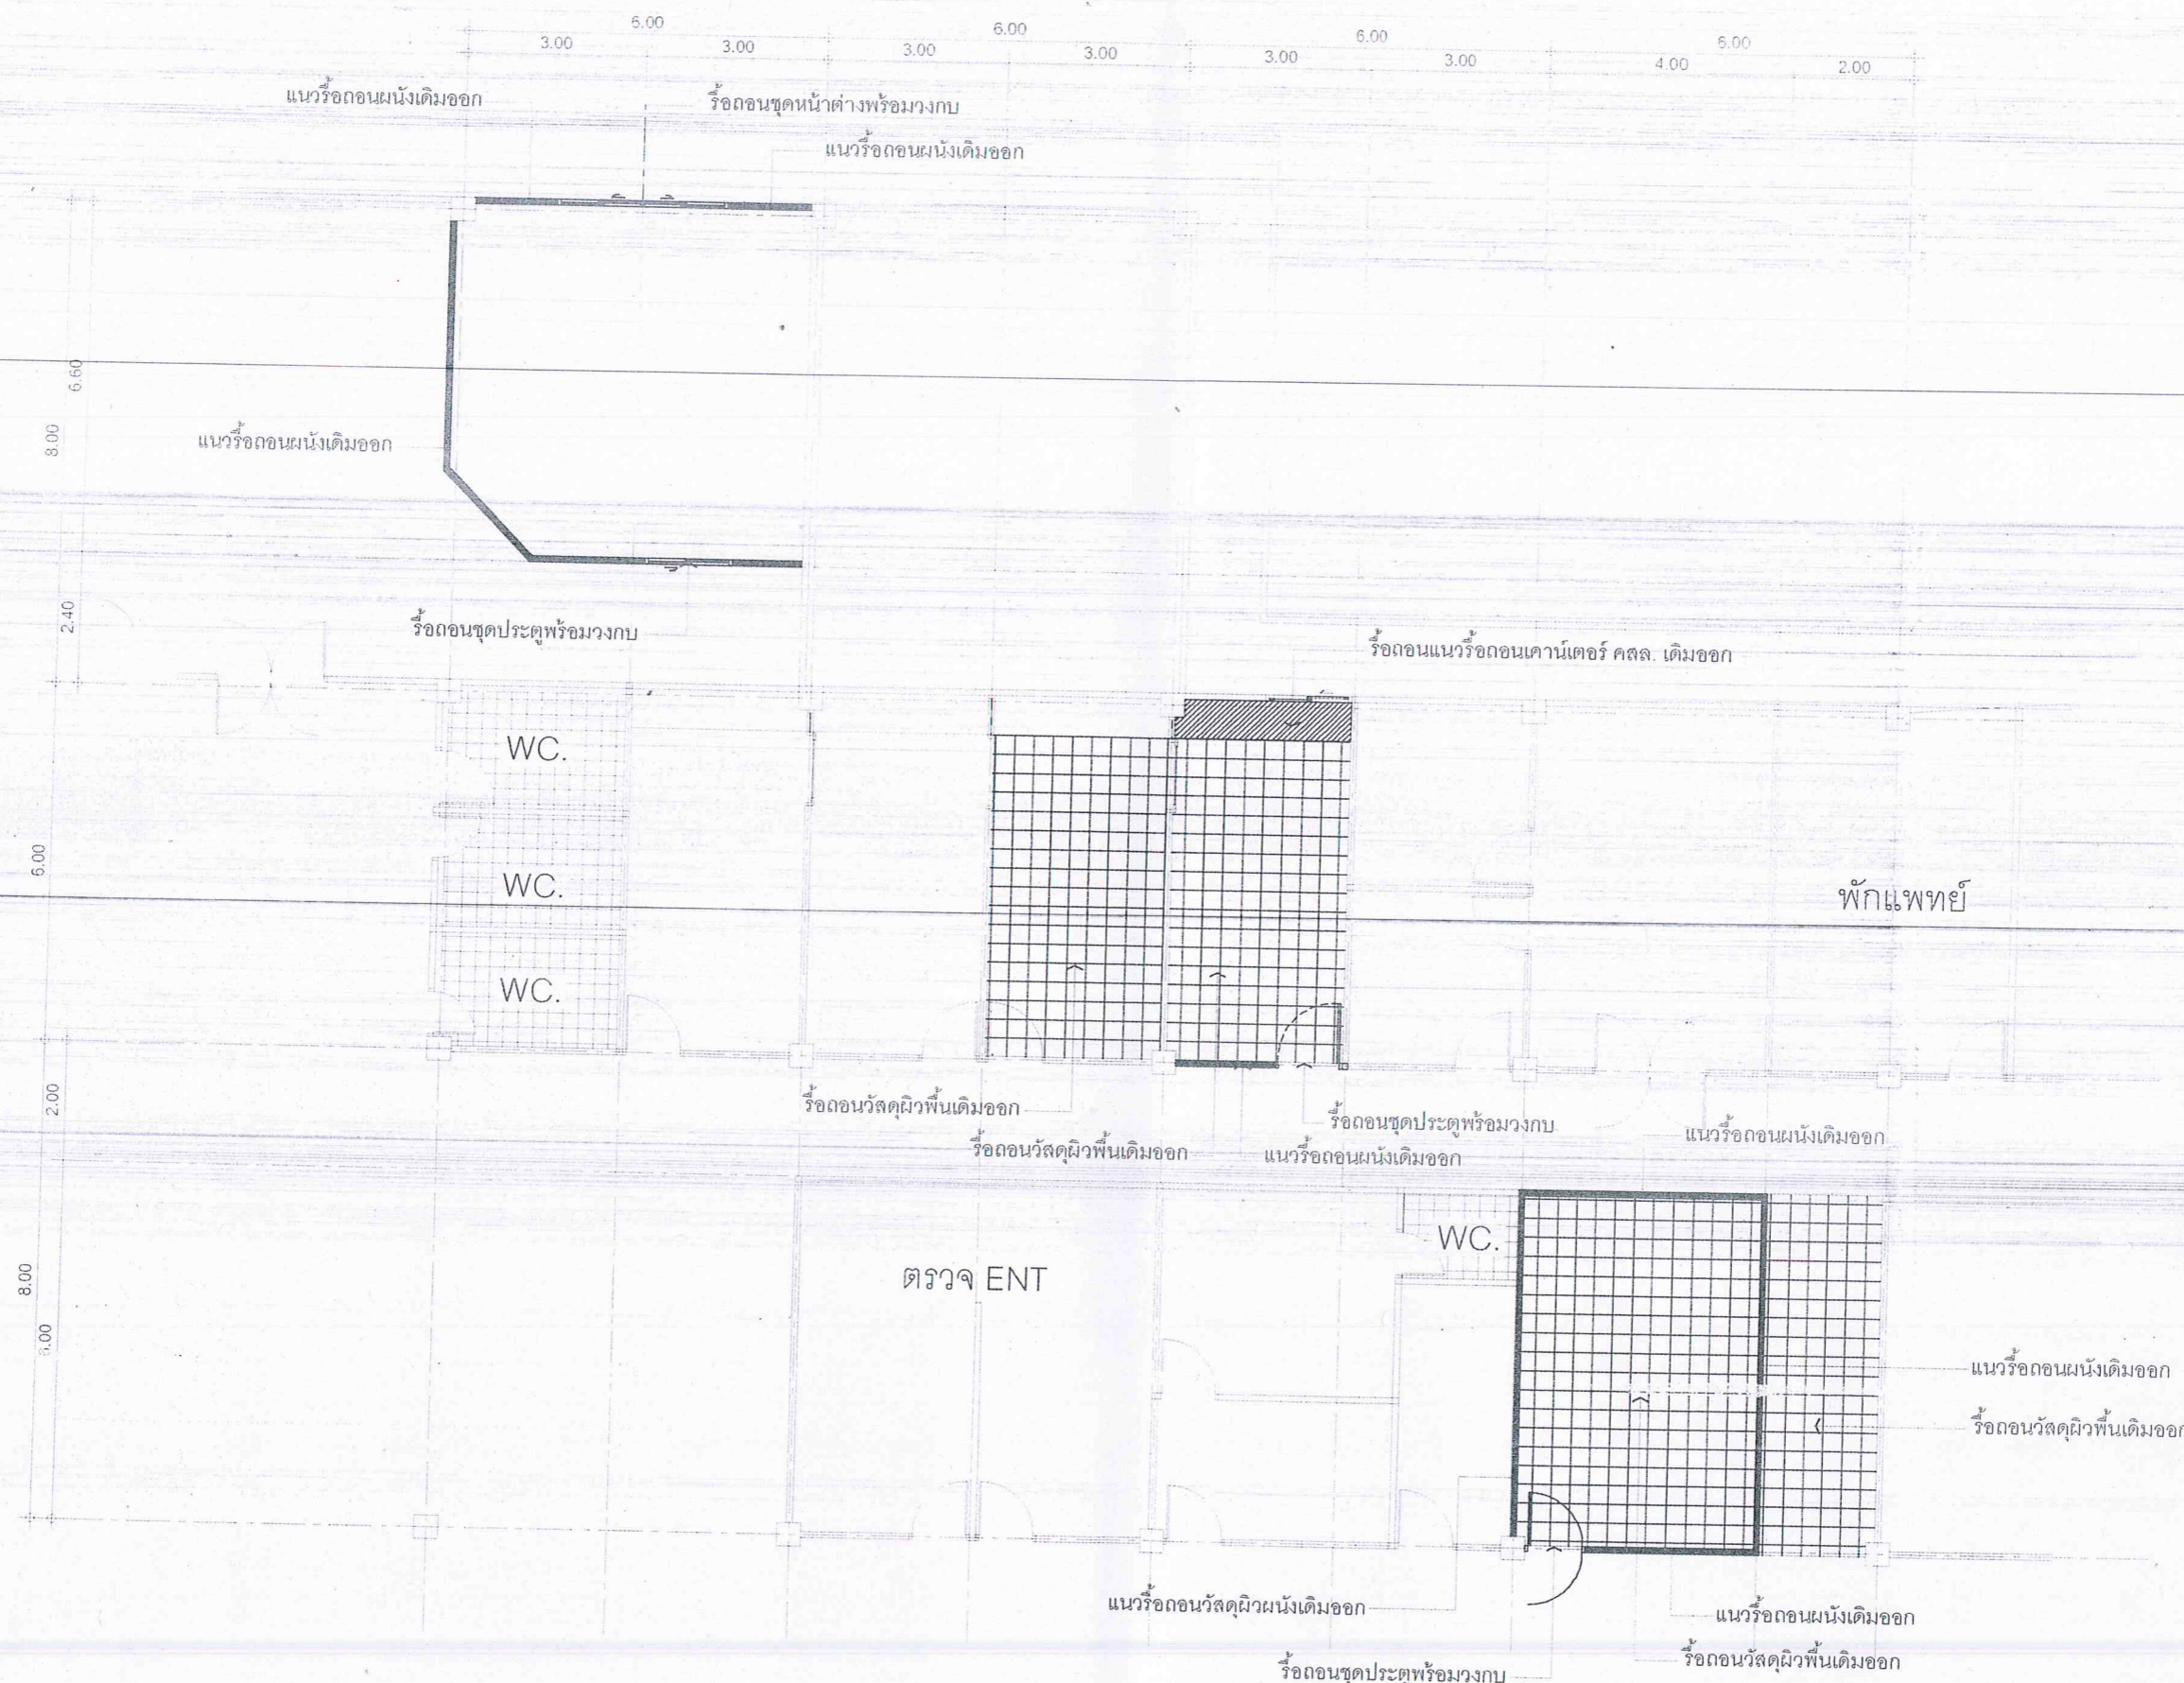 6.00 6.00 6.00 6.00
3.00 3.00 3.00 3.00 3.00 3.00 4.00 2.00
แนวรื้อถอนผนังเดิมออก
รื้อถอนชุดหน้าต่างพร้อมวงกบ
แนวรื้อถอนผนังเดิมออก
6.60
8.00
แนวรื้อถอนผนังเดิมออก
2.40
รื้อถอนชุดประตูพร้อมวงกบ
รื้อถอนแนวรื้อถอนเคาน์เตอร์ คสล. เดิมออก
WC.
6.00
WC.
พักแพทย์
WC.
2.00
รื้อถอนวัสดุผิวพื้นเดิมออก
รื้อถอนชุดประตูพร้อมวงกบ
แนวรื้อถอนผนังเดิมออก
รื้อถอนวัสดุผิวพื้นเดิมออก
แนวรื้อถอนผนังเดิมออก
WC.
ตรวจ ENT
8.00
แนวรื้อถอนผนังเดิมออก
รื้อถอนวัสดุผิวพื้นเดิมออก
แนวรื้อถอนวัสดุผิวผนังเดิมออก
แนวรื้อถอนผนังเดิมออก
รื้อถอนวัสดุผิวพื้นเดิมออก
รื้อถอนชุดประตูพร้อมวงกบ